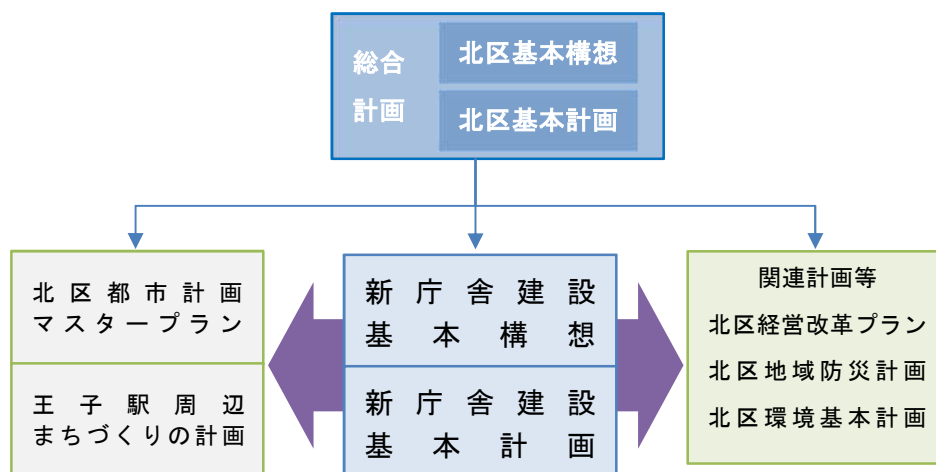 総合
計画
北区基本構想
北区基本計画
北区都市計画
マスタープラン
王子駅周辺
まちづくりの計画
新庁舎建設
基本構想
新庁舎建設
基本計画
関連計画等
北区経営改革プラン
北区地域防災計画
北区環境基本計画